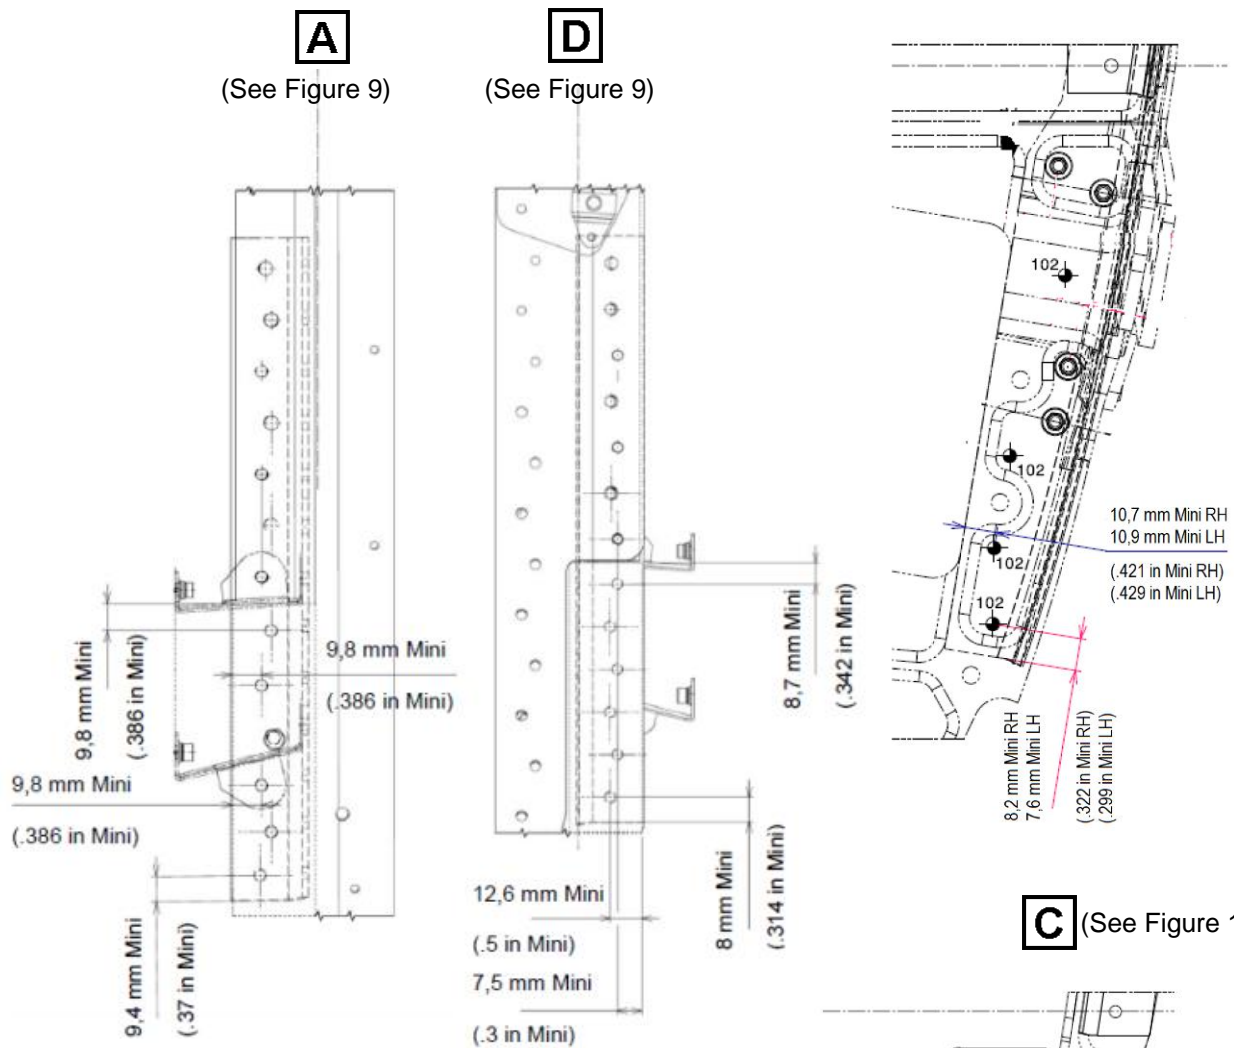 A
(See Figure 9)
D
(See Figure 9)
102
102
102
102
10,7 mm Mini RH
10,9 mm Mini LH
(.421 in Mini RH)
(.429 in Mini LH)
8,2 mm Mini RH
7,6 mm Mini LH
(.322 in Mini RH)
(.299 in Mini LH)
9,8 mm Mini
(.386 in Mini)
9,8 mm Mini
(.386 in Mini)
9,8 mm Mini
(.386 in Mini)
9,4 mm Mini
(.37 in Mini)
8,7 mm Mini
(.342 in Mini)
12,6 mm Mini
(.5 in Mini)
7,5 mm Mini
(.3 in Mini)
8 mm Mini
(.314 in Mini)
C (See Figure 1